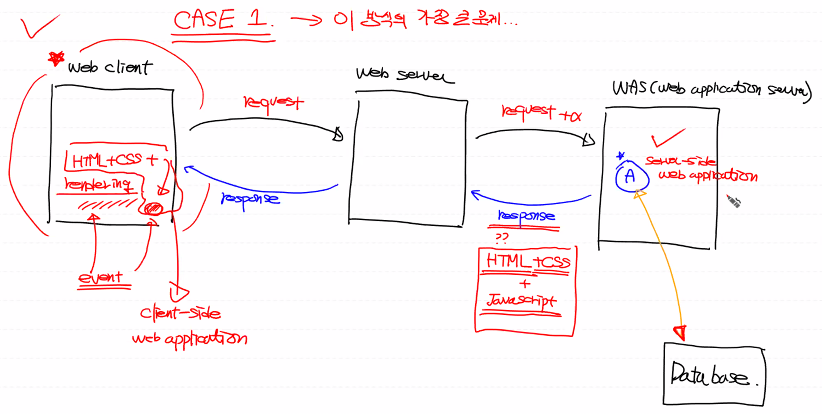 CASE 1. → 이 방식의 가장 큰 문제...
web client
web server
WAS (web application server)
request
request +α
HTML+CSS +
rendering
response
server-side
web application
A
response
??
HTML+CSS
+
Javascript
event
client-side
web application
Database.